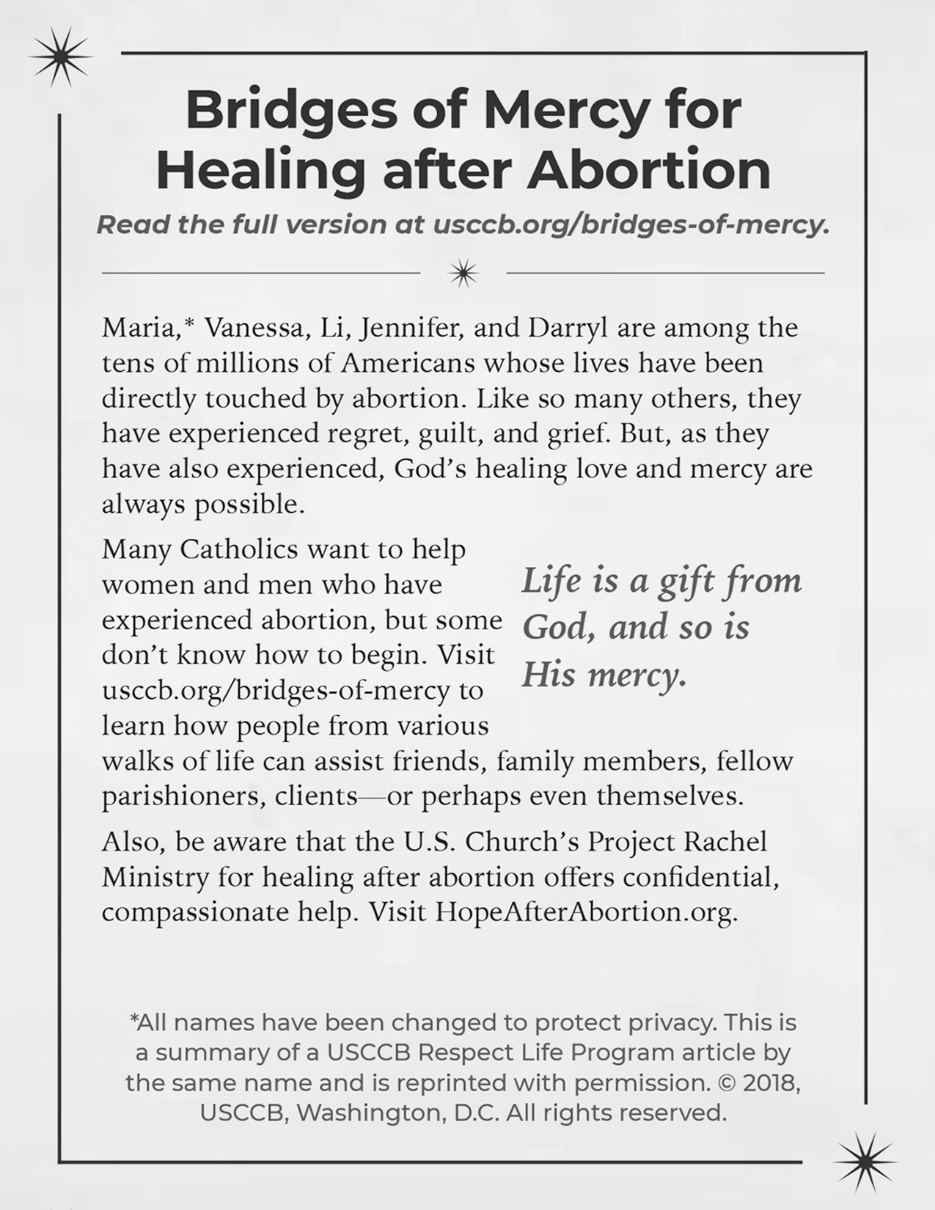 Bridges of Mercy for
Healing after Abortion
Read the full version at usccb.org/bridges-of-mercy.
Maria,* Vanessa, Li, Jennifer, and Darryl are among the
tens of millions of Americans whose lives have been
directly touched by abortion. Like so many others, they
have experienced regret, guilt, and grief. But, as they
have also experienced, God’s healing love and mercy are
always possible.
Many Catholics want to help
women and men who have
experienced abortion, but some
don’t know how to begin. Visit
usccb.org/bridges-of-mercy to
learn how people from various
walks of life can assist friends, family members, fellow
parishioners, clients—or perhaps even themselves.
Life is a gift from
God, and so is
His mercy.
Also, be aware that the U.S. Church’s Project Rachel
Ministry for healing after abortion offers confidential,
compassionate help. Visit HopeAfterAbortion.org.
*All names have been changed to protect privacy. This is
a summary of a USCCB Respect Life Program article by
the same name and is reprinted with permission. © 2018,
USCCB, Washington, D.C. All rights reserved.